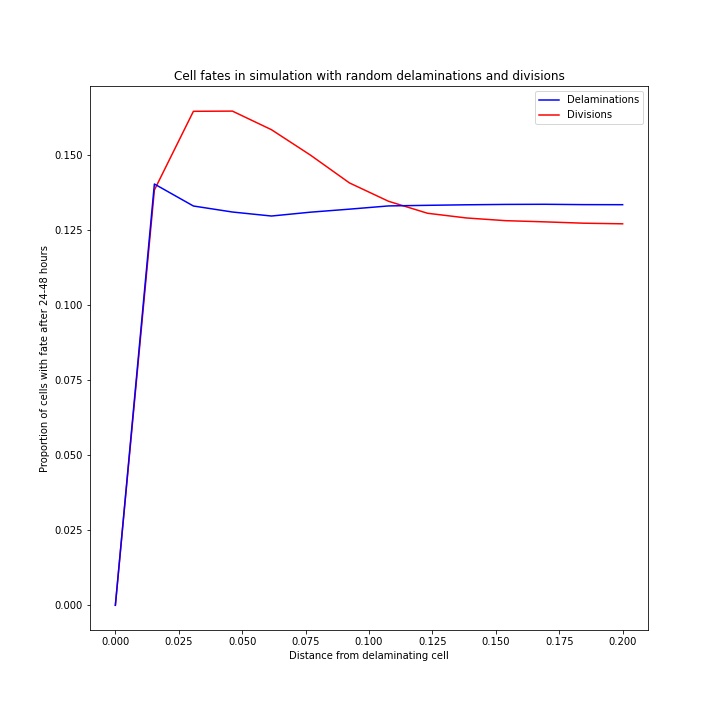 Cell fates in simulation with random delaminations and divisions
Delaminations
Divisions
Proportion of cells with fate after 24-48 hours
0.150
0.125
0.100
0.075
0.050
0.025
0.000
0.000 0.025 0.050 0.075 0.100 0.125 0.150 0.175 0.200
Distance from delaminating cell